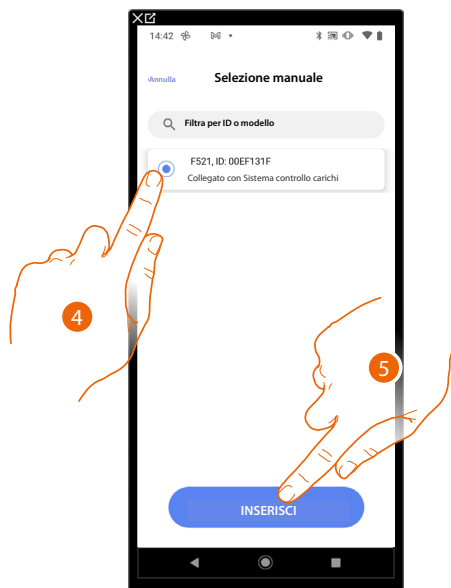 14:42
Annulla
Selezione manuale
Filtra per ID o modello
F521, ID: 00EF131F
Collegato con Sistema controllo carichi
4
5
INSERISCI